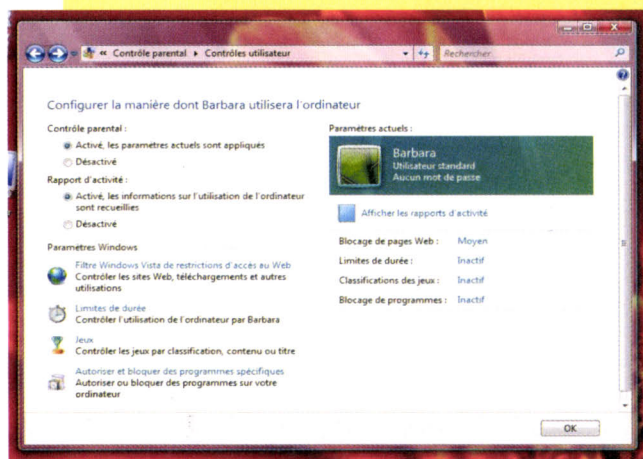 « Contrôle parental ▸ Contrôles utilisateur
Rechercher
Configurer la manière dont Barbara utilisera l'ordinateur
Contrôle parental :
Activé, les paramètres actuels sont appliqués
Désactivé
Rapport d'activité :
Activé, les informations sur l'utilisation de l'ordinateur
sont recueillies
Désactivé
Paramètres Windows
Filtre Windows Vista de restrictions d'accès au Web
Contrôler les sites Web, téléchargements et autres
utilisations
Limites de durée
Contrôler l'utilisation de l'ordinateur par Barbara
Jeux
Contrôler les jeux par classification, contenu ou titre
Autoriser et bloquer des programmes spécifiques
Autoriser ou bloquer des programmes sur votre
ordinateur
Paramètres actuels :
Barbara
Utilisateur standard
Aucun mot de passe
Afficher les rapports d'activité
Blocage de pages Web : Moyen
Limites de durée : Inactif
Classifications des jeux : Inactif
Blocage de programmes : Inactif
OK